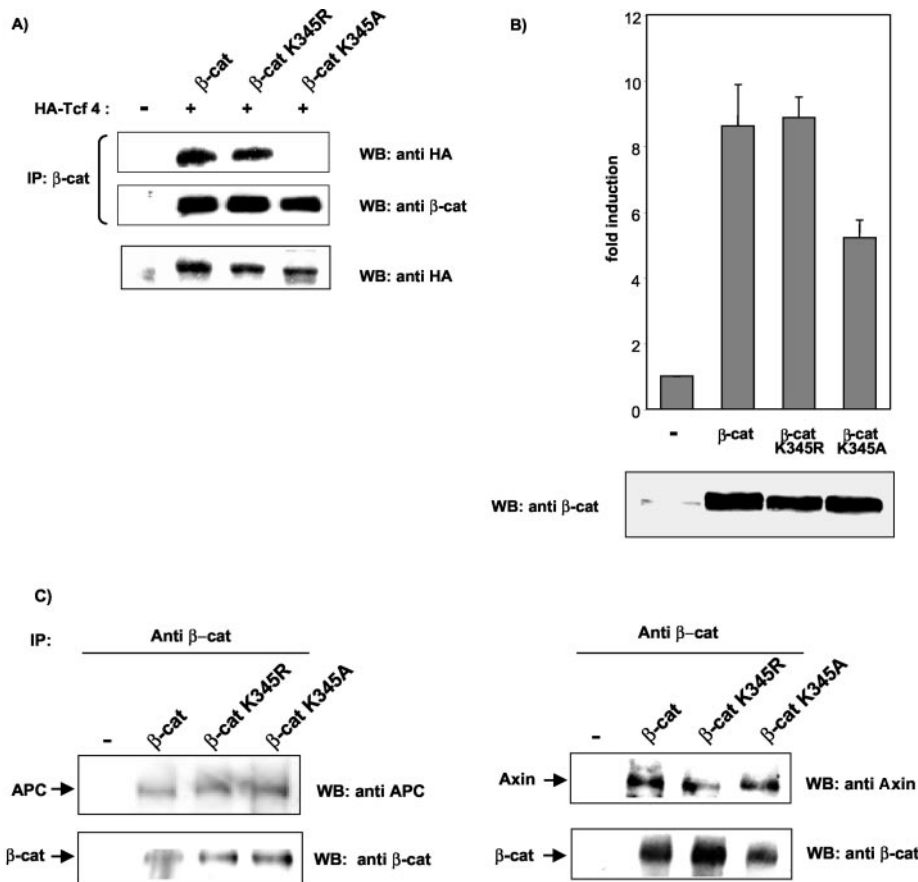 A)
β-cat
β-cat K345R
β-cat K345A
HA-Tcf 4 : - + + +
IP: β-cat
WB: anti HA
WB: anti β-cat
WB: anti HA
B)
12
10
8
6
4
2
0
fold induction
- β-cat β-cat K345R β-cat K345A
WB: anti β-cat
C)
IP: Anti β-cat
- β-cat β-cat K345R β-cat K345A
APC WB: anti APC
β-cat WB: anti β-cat
Anti β-cat
- β-cat β-cat K345R β-cat K345A
Axin WB: anti Axin
β-cat WB: anti β-cat